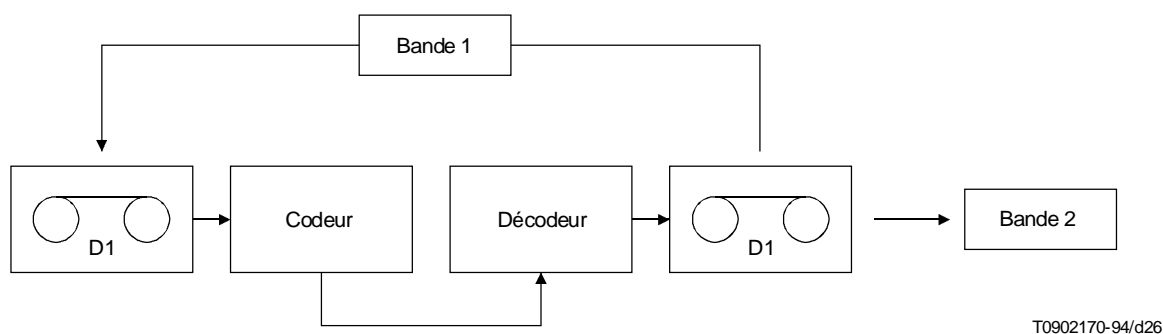 Bande 1
D1
Codeur
Décodeur
D1
Bande 2
T0902170-94/d26